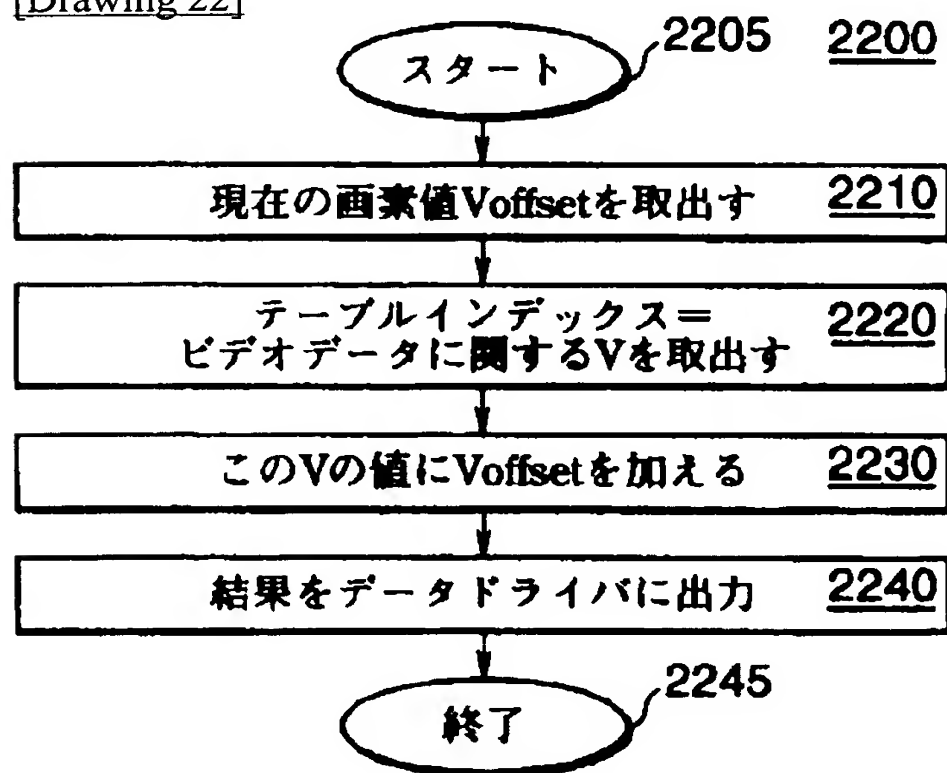 [Drawing 22]
2205 2200
スタート
現在の画素値Voffsetを取出す 2210
テーブルインデックス= 2220
ビデオデータに関するVを取出す
このVの値にVoffsetを加える 2230
結果をデータドライバに出力 2240
2245
終了